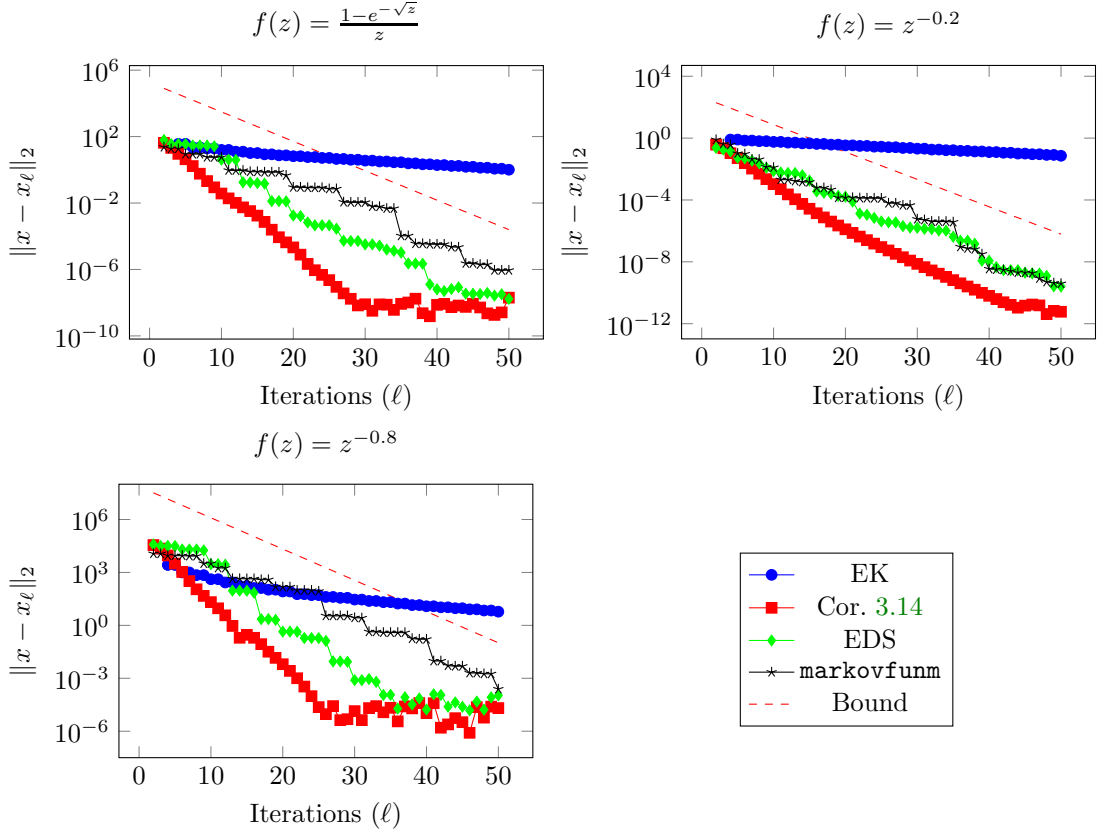 f(z) = \frac{1-e^{-\sqrt{z}}}{z}
10^6
10^2
10^{-2}
10^{-6}
10^{-10}
‖x − x_ℓ‖_2
0 10 20 30 40 50
Iterations (ℓ)
f(z) = z^{-0.2}
10^4
10^0
10^{-4}
10^{-8}
10^{-12}
‖x − x_ℓ‖_2
0 10 20 30 40 50
Iterations (ℓ)
f(z) = z^{-0.8}
10^6
10^3
10^0
10^{-3}
10^{-6}
‖x − x_ℓ‖_2
0 10 20 30 40 50
Iterations (ℓ)
EK
Cor. 3.14
EDS
markovfunm
Bound